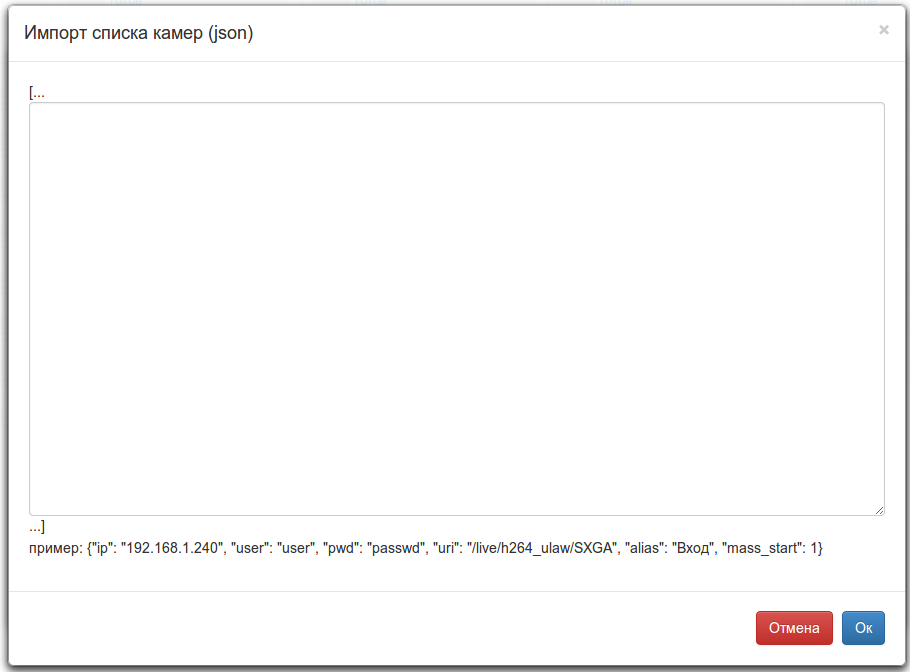 Импорт списка камер (json)
×
[...
...]
пример: {"ip": "192.168.1.240", "user": "user", "pwd": "passwd", "uri": "/live/h264_ulaw/SXGA", "alias": "Вход", "mass_start": 1}
Отмена
Ок